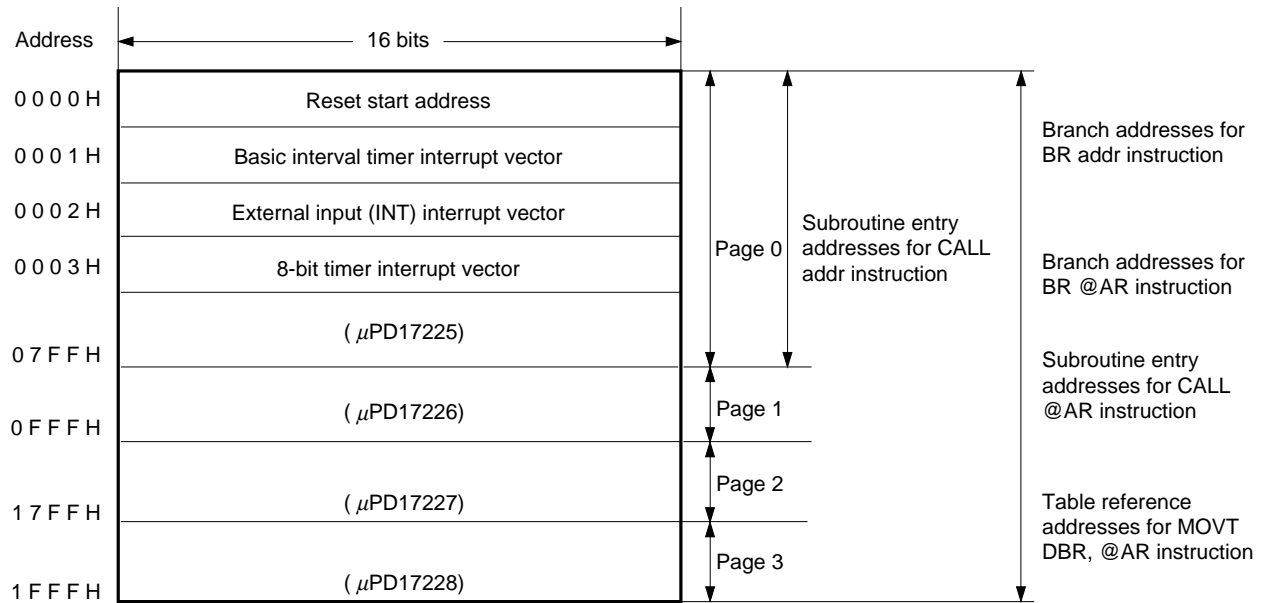 Address
16 bits
0000H
Reset start address
0001H
Basic interval timer interrupt vector
0002H
External input (INT) interrupt vector
0003H
8-bit timer interrupt vector
( μPD17225)
07FFH
( μPD17226)
0FFFH
( μPD17227)
17FFH
( μPD17228)
1FFFH
Page 0
Page 1
Page 2
Page 3
Subroutine entry
addresses for CALL
addr instruction
Branch addresses for
BR addr instruction
Branch addresses for
BR @AR instruction
Subroutine entry
addresses for CALL
@AR instruction
Table reference
addresses for MOVT
DBR, @AR instruction